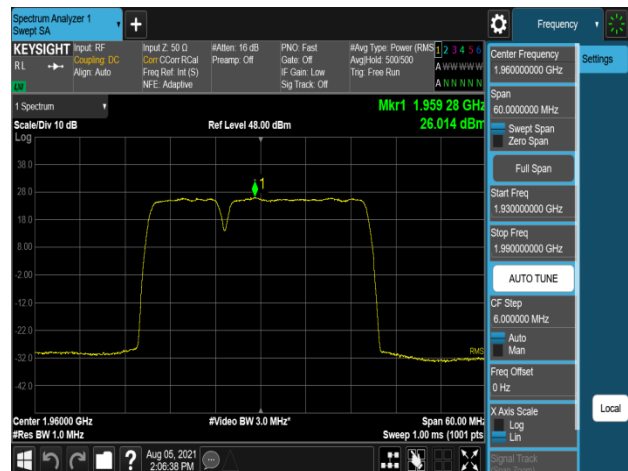 Spectrum Analyzer 1
Swept SA
+
Frequency
KEYSIGHT
RL
LXI
Input: RF
Coupling: DC
Align: Auto
Input Z: 50 Ω
Corr CCorr RCal
Freq Ref: Int (S)
NFE: Adaptive
#Atten: 16 dB
Preamp: Off
PNO: Fast
Gate: Off
IF Gain: Low
Sig Track: Off
#Avg Type: Power (RMS
Avg|Hold: 500/500
Trig: Free Run
1 2 3 4 5 6
A W W W W W
A N N N N N
1 Spectrum
Scale/Div 10 dB
Log
Ref Level 48.00 dBm
Mkr1 1.959 28 GHz
26.014 dBm
38.0
28.0
18.0
8.00
-2.00
-12.0
-22.0
-32.0
-42.0
1
RMS
Center 1.96000 GHz
#Res BW 1.0 MHz
#Video BW 3.0 MHz*
Span 60.00 MHz
Sweep 1.00 ms (1001 pts
?
Aug 05, 2021
2:06:38 PM
Center Frequency
1.960000000 GHz
Span
60.0000000 MHz
Swept Span
Zero Span
Full Span
Start Freq
1.930000000 GHz
Stop Freq
1.990000000 GHz
AUTO TUNE
CF Step
6.000000 MHz
Auto
Man
Freq Offset
0 Hz
X Axis Scale
Log
Lin
Signal Track
Settings
Local